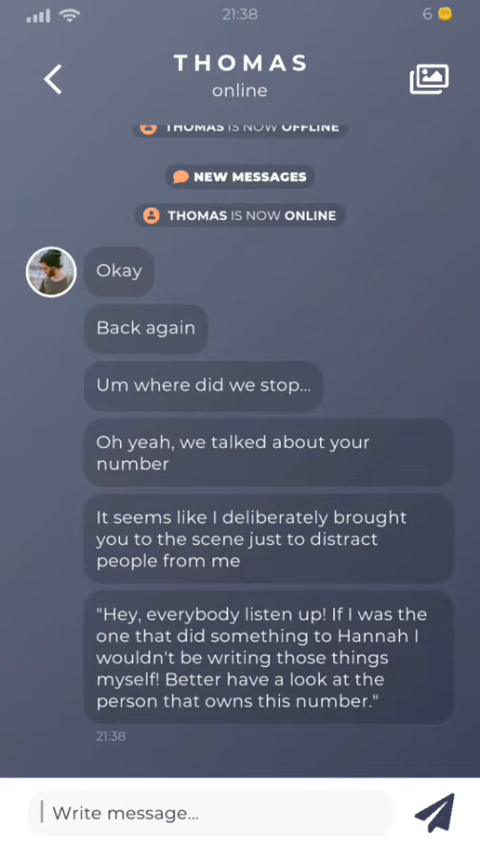 21:38
6
THOMAS
online
THOMAS IS NOW OFFLINE
NEW MESSAGES
THOMAS IS NOW ONLINE
Okay
Back again
Um where did we stop...
Oh yeah, we talked about your
number
It seems like I deliberately brought
you to the scene just to distract
people from me
"Hey, everybody listen up! If I was the
one that did something to Hannah I
wouldn't be writing those things
myself! Better have a look at the
person that owns this number."
21:38
Write message...